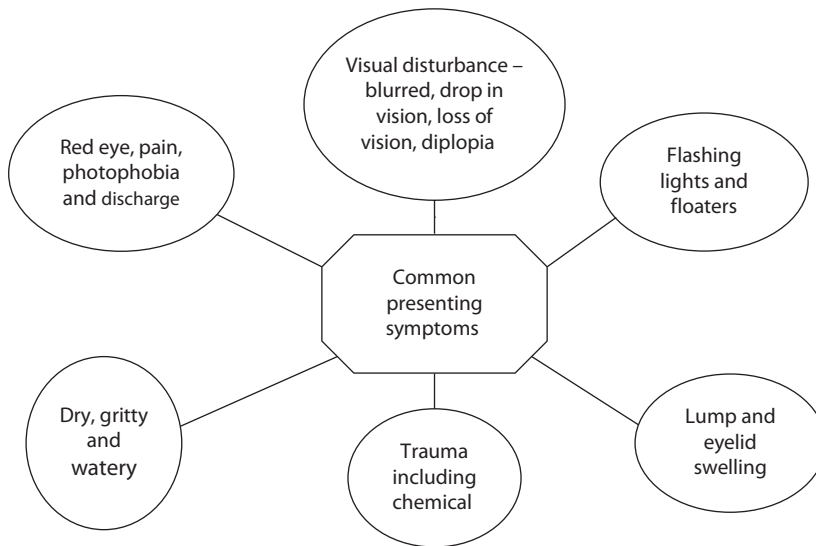 Visual disturbance –
blurred, drop in
vision, loss of
vision, diplopia
Red eye, pain,
photophobia
and discharge
Flashing
lights and
floaters
Common
presenting
symptoms
Dry, gritty
and
watery
Trauma
including
chemical
Lump and
eyelid
swelling